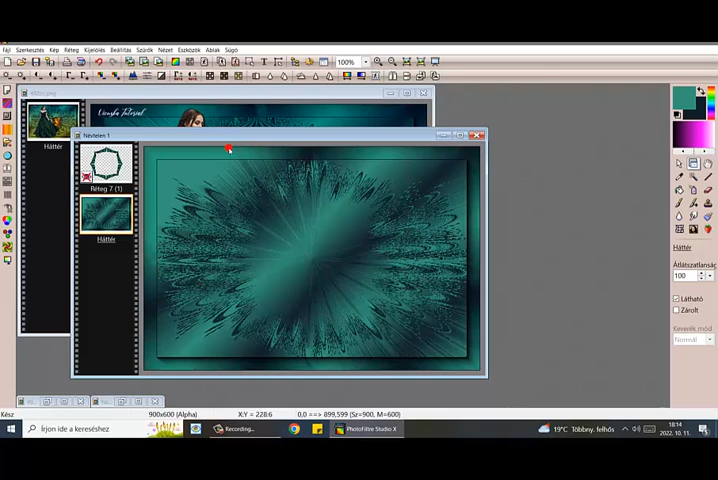 Fájl Szerkesztés Kép Réteg Kijelölés Beállítás Szűrők Nézet Eszközök Ablak Súgó
100%
Névtelen 1
Háttér
Réteg 7 (1)
Háttér
Háttér
Átlátszatlanság
100
Látható
Zárolt
Keverék mód
Normál
Kész
900x600 (Alpha)
X:Y = 228:6
0,0 ==> 899,599 (Sz=900, M=600)
Írjon ide a kereséshez
Recording...
PhotoFiltre Studio X
19°C Többny. felhős
18:14
2022. 10. 11.